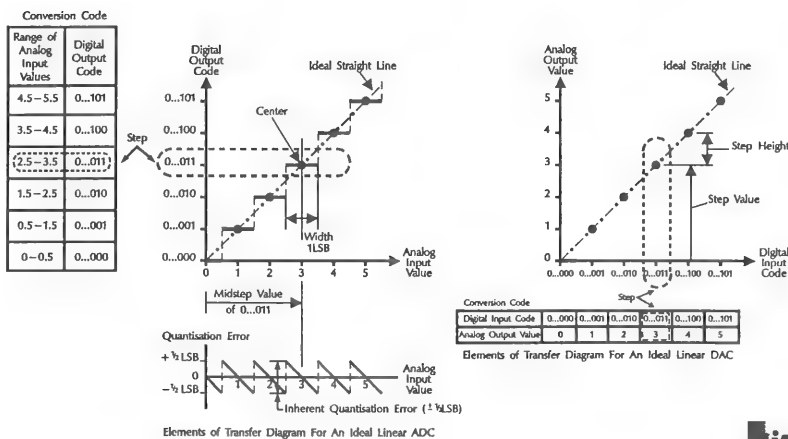 Conversion Code
Range of Analog Input Values
Digital Output Code
4.5–5.5 0...101
3.5–4.5 0...100
2.5–3.5 0...011
1.5–2.5 0...010
0.5–1.5 0...001
0–0.5 0...000
Step
Digital Output Code
0...101
0...100
0...011
0...010
0...001
0...000
Ideal Straight Line
Center
Width
1LSB
0 1 2 3 4 5
Analog Input Value
Midstep Value
of 0...011
Quantisation Error
+ ½ LSB
0
−½ LSB
1 2 3 4 5
Analog Input Value
Inherent Quantisation Error (± ½LSB)
Elements of Transfer Diagram For An Ideal Linear ADC
Analog Output Value
5
4
3
2
1
0
Ideal Straight Line
Step Height
Step Value
0...000 0...001 0...010 0...011 0...100 0...101
Digital Input Code
Step
Conversion Code
Digital Input Code 0...000 0...001 0...010 0...011 0...100 0...101
Analog Output Value 0 1 2 3 4 5
Elements of Transfer Diagram For An Ideal Linear DAC